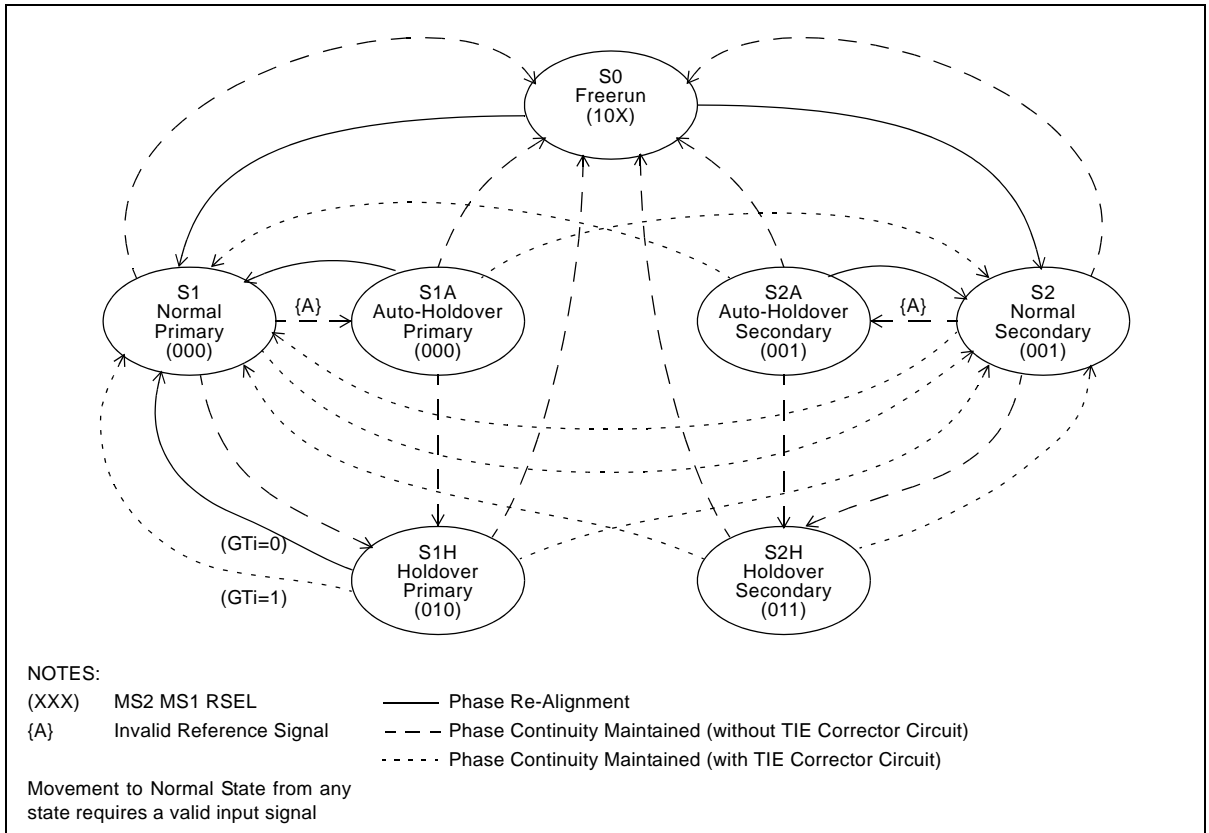 S0
Freerun
(10X)
S1
Normal
Primary
(000)
{A}
S1A
Auto-Holdover
Primary
(000)
S2A
Auto-Holdover
Secondary
(001)
{A}
S2
Normal
Secondary
(001)
(GTi=0)
(GTi=1)
S1H
Holdover
Primary
(010)
S2H
Holdover
Secondary
(011)
NOTES:
(XXX) MS2 MS1 RSEL
Phase Re-Alignment
{A} Invalid Reference Signal
Phase Continuity Maintained (without TIE Corrector Circuit)
Phase Continuity Maintained (with TIE Corrector Circuit)
Movement to Normal State from any
state requires a valid input signal